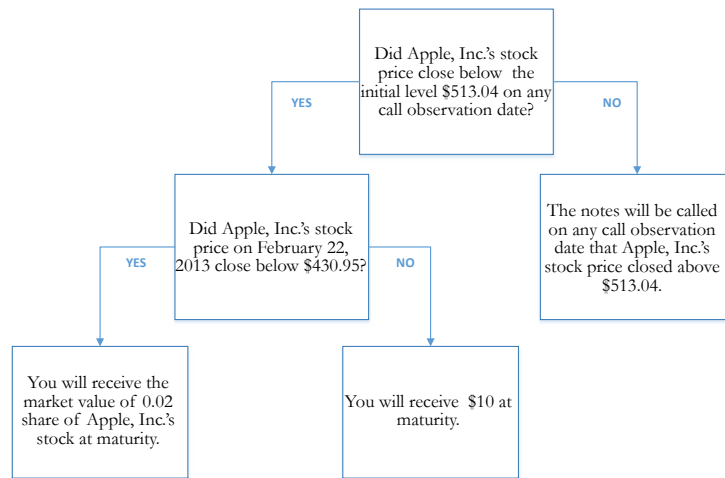 Did Apple, Inc.'s stock
price close below the
initial level $513.04 on any
call observation date?
YES
NO
Did Apple, Inc.'s stock
price on February 22,
2013 close below $430.95?
The notes will be called
on any call observation
date that Apple, Inc.'s
stock price closed above
$513.04.
YES
NO
You will receive the
market value of 0.02
share of Apple, Inc.'s
stock at maturity.
You will receive $10 at
maturity.